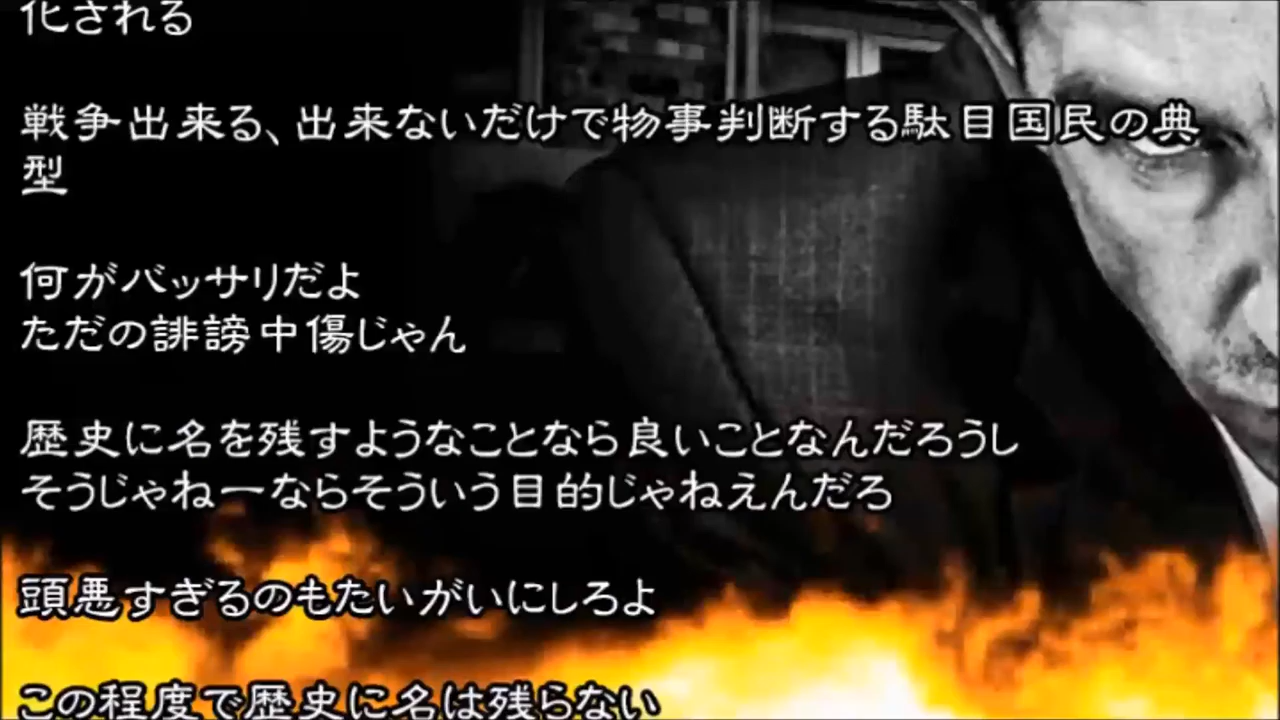 化される
戦争出来る、出来ないだけで物事判断する駄目国民の典
型
何がバッサリだよ
ただの誹謗中傷じゃん
歴史に名を残すようなことなら良いことなんだろうし
そうじゃねーならそういう目的じゃねえんだろ
頭悪すぎるのもたいがいにしろよ
この程度で歴史に名は残らない